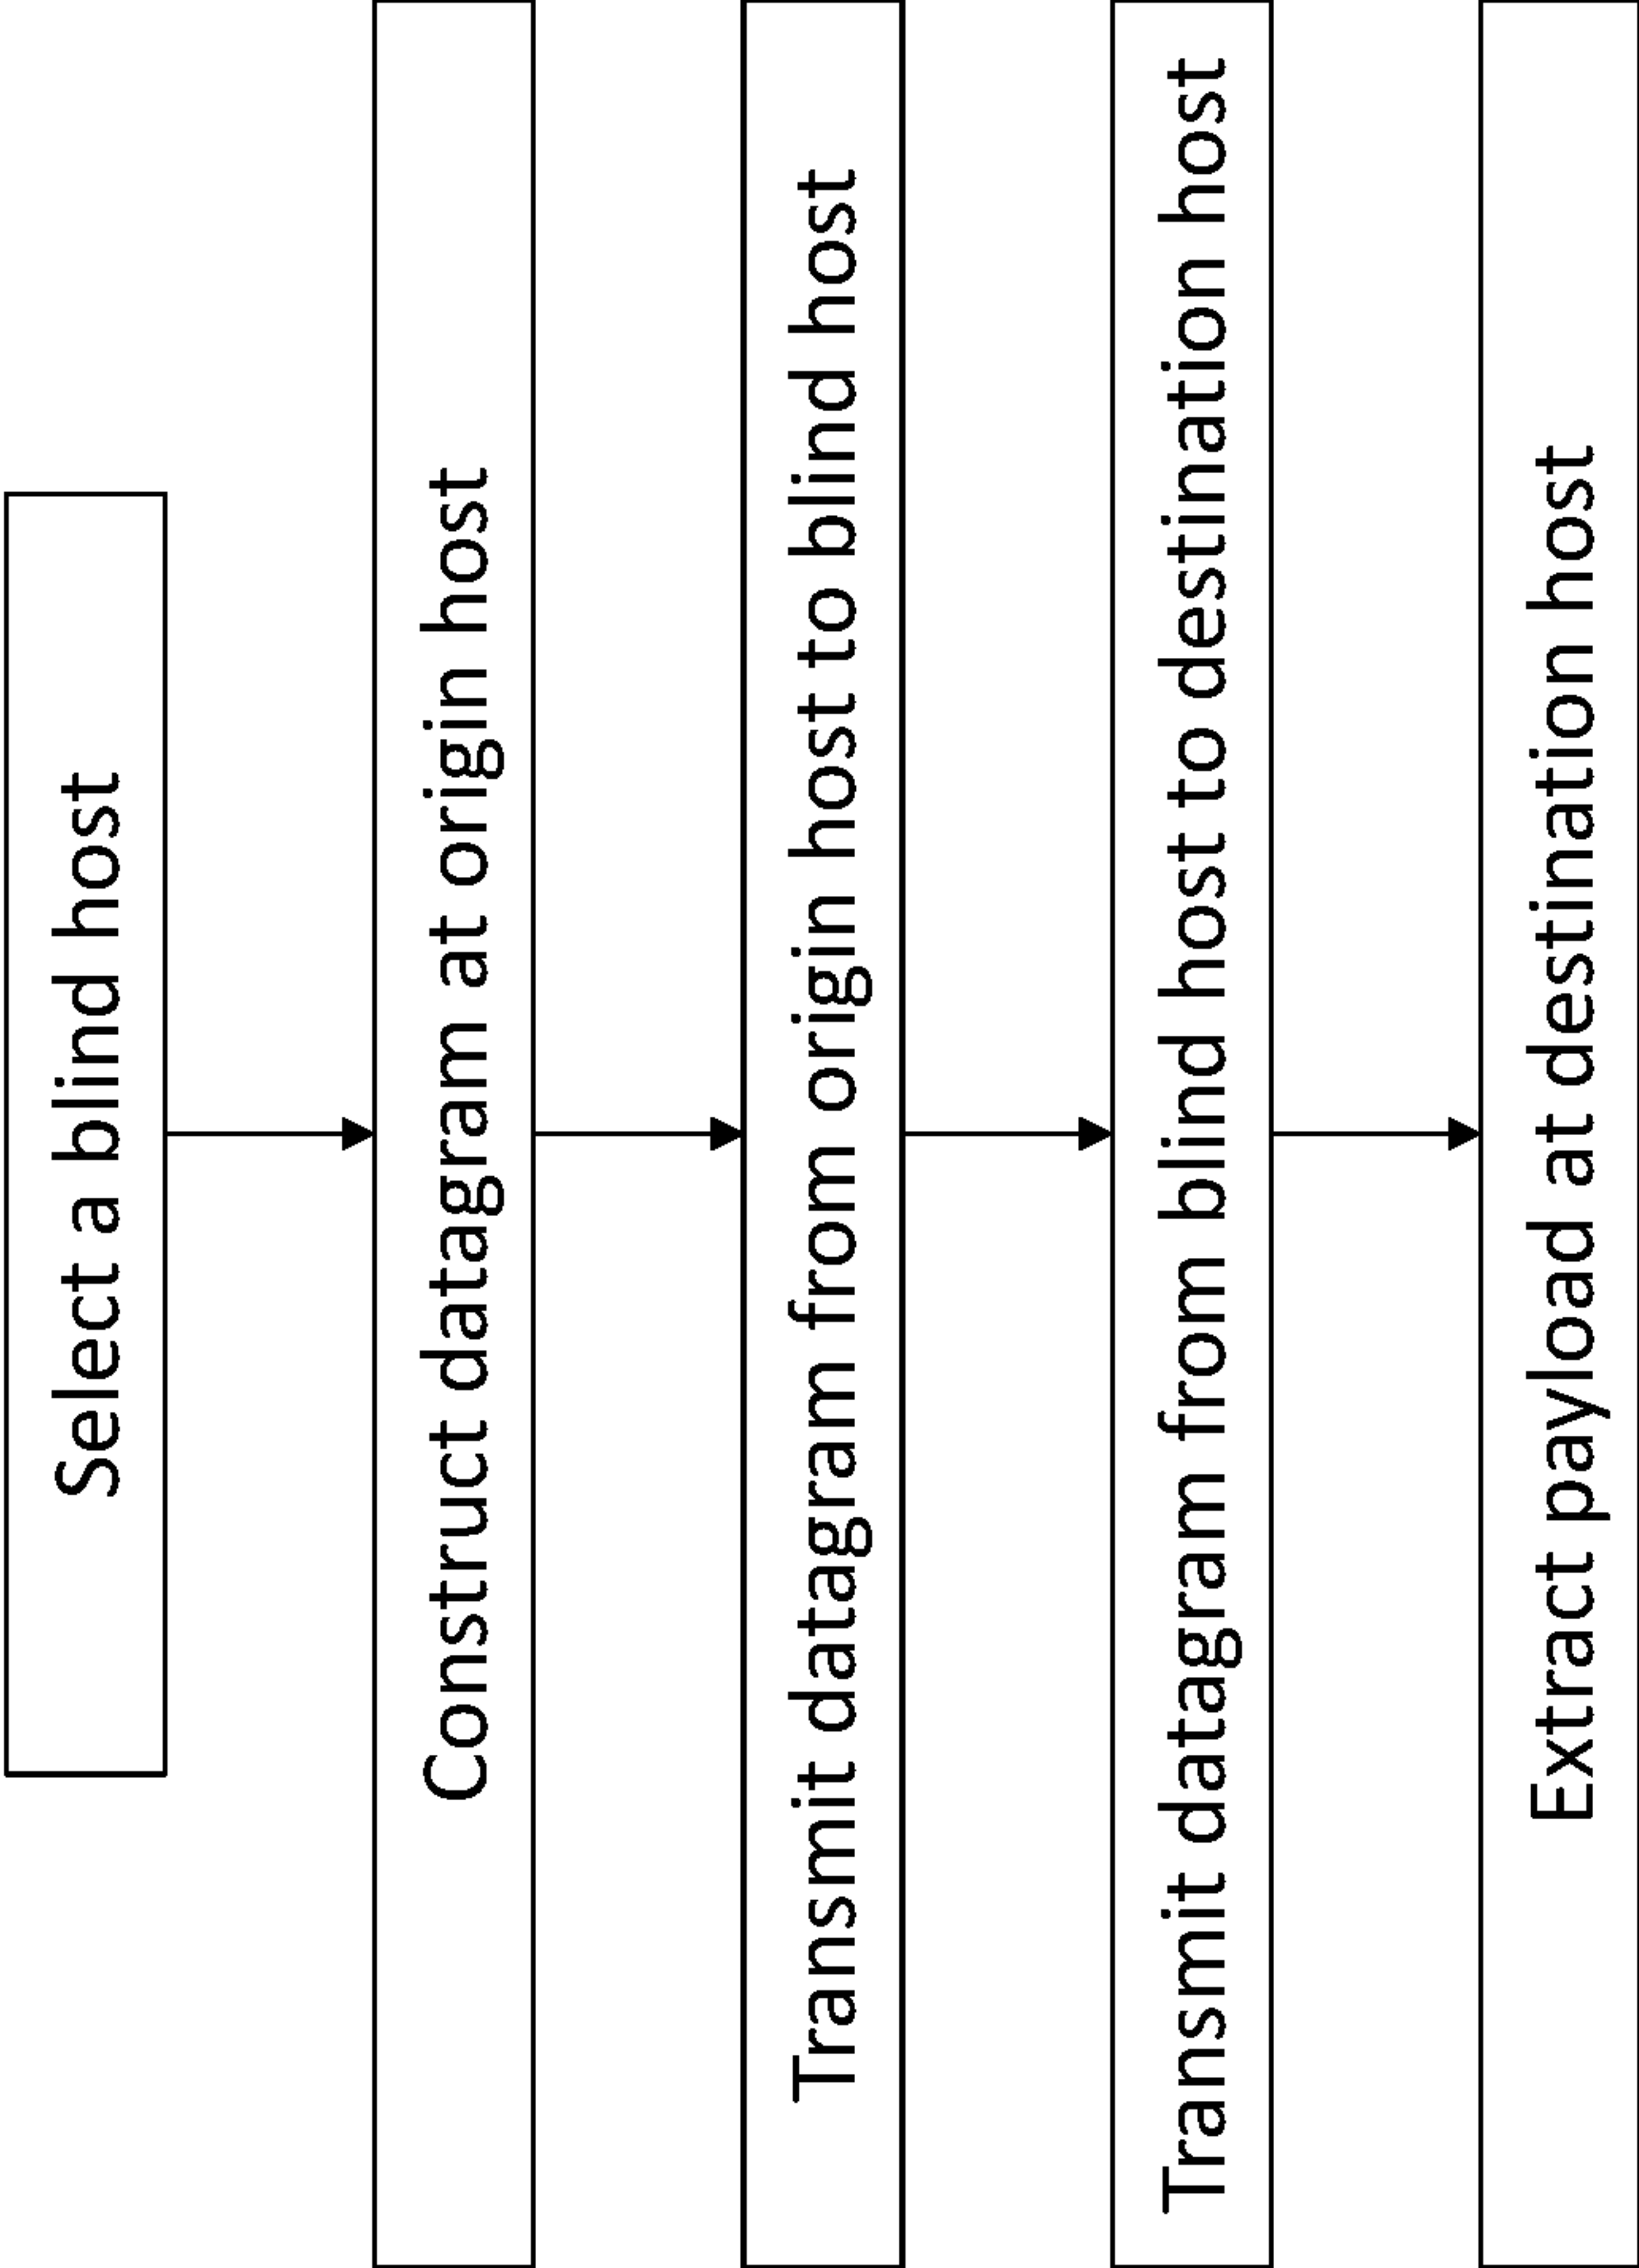 Select a blind host
Construct datagram at origin host
Transmit datagram from origin host to blind host
Transmit datagram from blind host to destination host
Extract payload at destination host